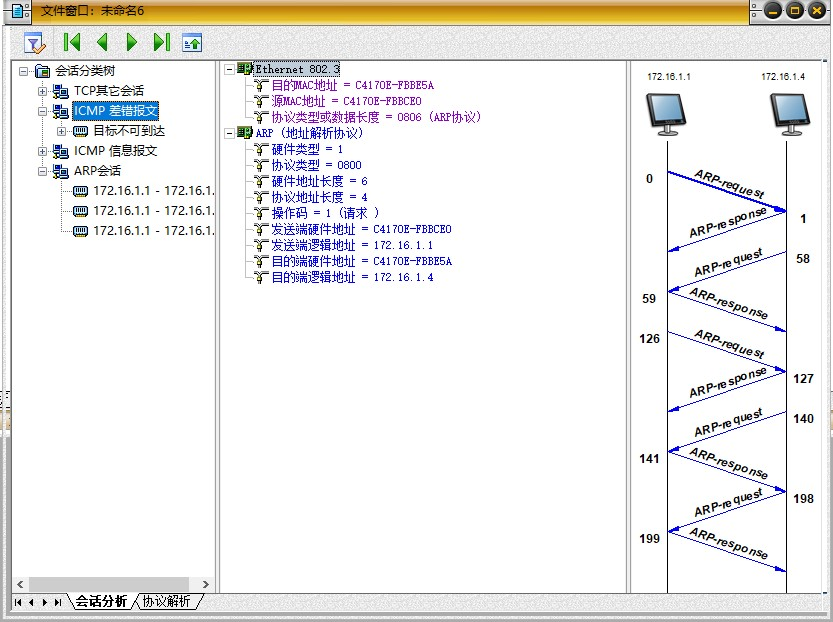 文件窗口: 未命名6
会话分类树
TCP其它会话
ICMP 差错报文
目标不可到达
ICMP 信息报文
ARP会话
172.16.1.1 - 172.16.1.
172.16.1.1 - 172.16.1.
172.16.1.1 - 172.16.1.
Ethernet 802.3
目的MAC地址 = C4170E-FBBE5A
源MAC地址 = C4170E-FBBCE0
协议类型或数据长度 = 0806 (ARP协议)
ARP (地址解析协议)
硬件类型 = 1
协议类型 = 0800
硬件地址长度 = 6
协议地址长度 = 4
操作码 = 1 (请求 )
发送端硬件地址 = C4170E-FBBCE0
发送端逻辑地址 = 172.16.1.1
目的端硬件地址 = C4170E-FBBE5A
目的端逻辑地址 = 172.16.1.4
172.16.1.1
172.16.1.4
0
ARP-request
1
ARP-response
58
ARP-request
59
ARP-response
126
ARP-request
127
ARP-response
140
ARP-request
141
ARP-response
198
ARP-request
199
ARP-response
会话分析
协议解析